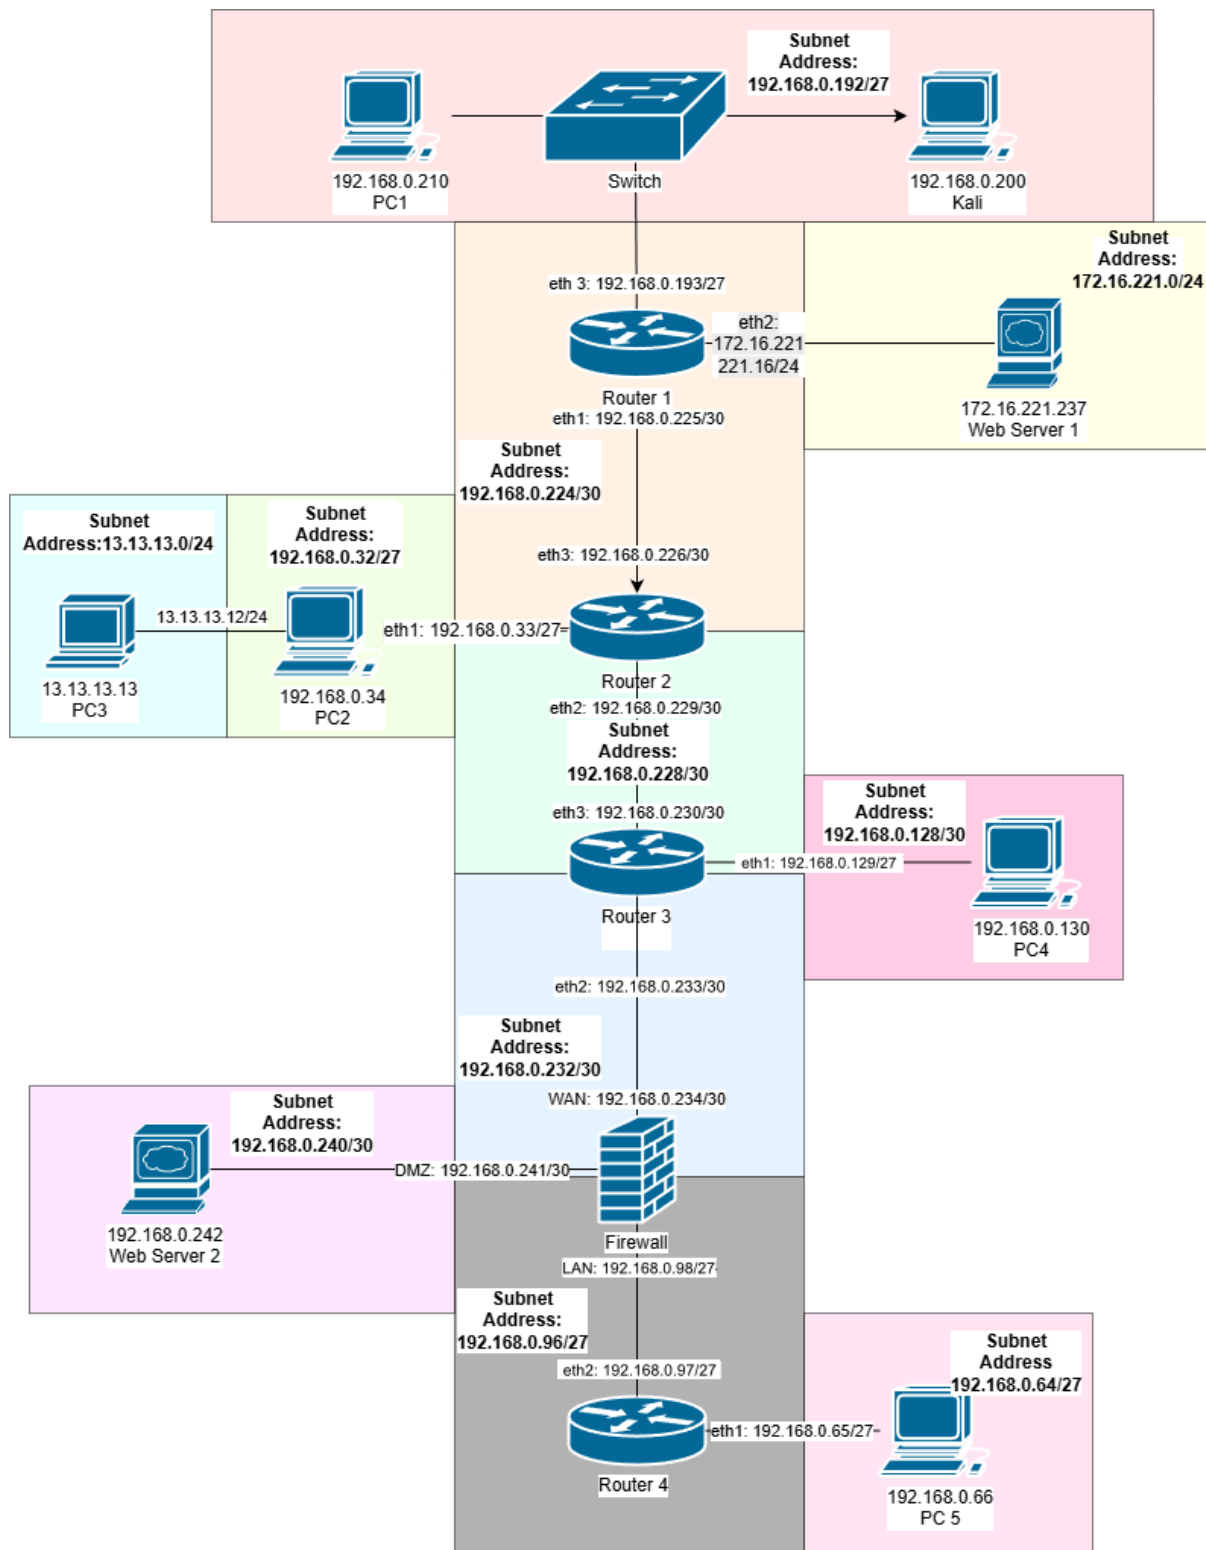 Subnet
Address:
192.168.0.192/27
192.168.0.210
PC1
Switch
192.168.0.200
Kali
Subnet
Address:
172.16.221.0/24
eth 3: 192.168.0.193/27
eth2:
172.16.221
221.16/24
Router 1
eth1: 192.168.0.225/30
172.16.221.237
Web Server 1
Subnet
Address:
192.168.0.224/30
Subnet
Address:13.13.13.0/24
Subnet
Address:
192.168.0.32/27
eth3: 192.168.0.226/30
13.13.13.12/24
eth1: 192.168.0.33/27
13.13.13.13
PC3
192.168.0.34
PC2
Router 2
eth2: 192.168.0.229/30
Subnet
Address:
192.168.0.228/30
eth3: 192.168.0.230/30
Subnet
Address:
192.168.0.128/30
eth1: 192.168.0.129/27
Router 3
192.168.0.130
PC4
eth2: 192.168.0.233/30
Subnet
Address:
192.168.0.232/30
WAN: 192.168.0.234/30
Subnet
Address:
192.168.0.240/30
DMZ: 192.168.0.241/30
192.168.0.242
Web Server 2
Firewall
LAN: 192.168.0.98/27
Subnet
Address:
192.168.0.96/27
eth2: 192.168.0.97/27
Subnet
Address
192.168.0.64/27
eth1: 192.168.0.65/27
Router 4
192.168.0.66
PC 5